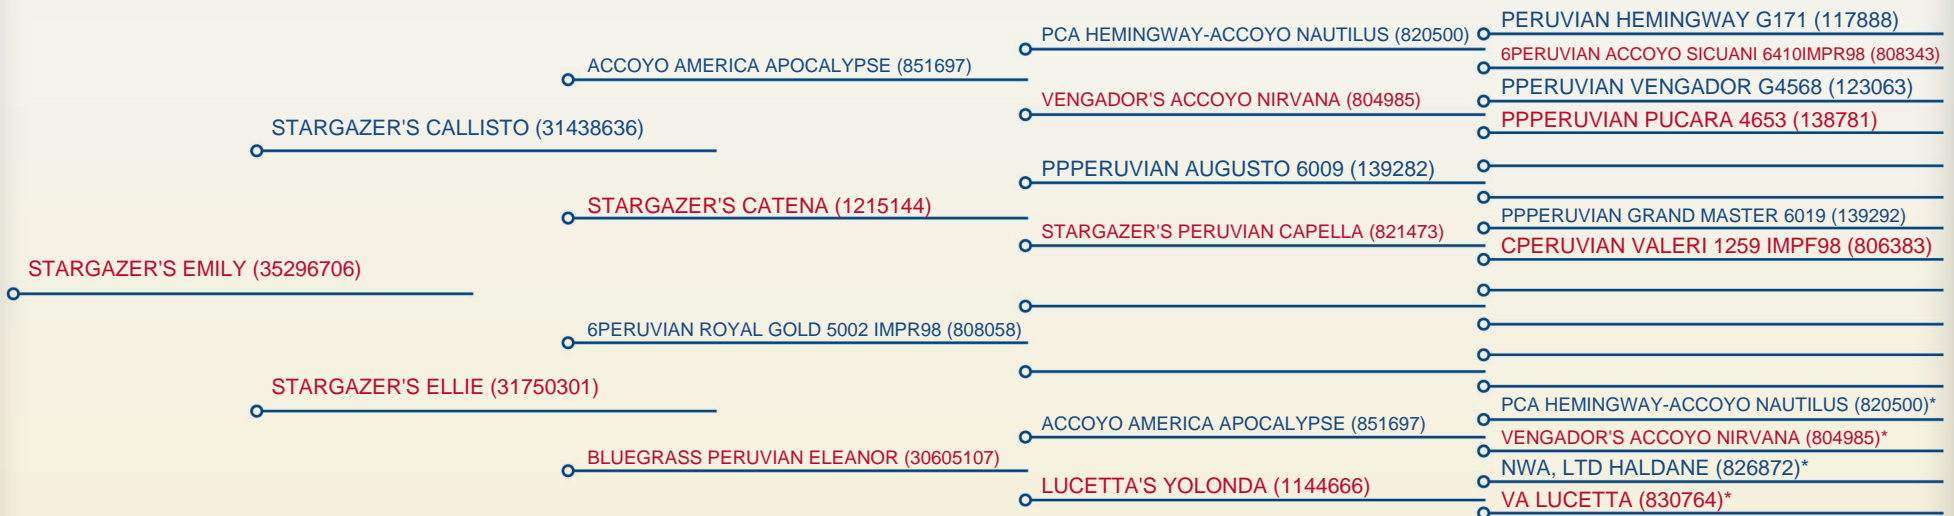 STARGAZER'S EMILY (35296706)
STARGAZER'S CALLISTO (31438636)
STARGAZER'S ELLIE (31750301)
ACCOYO AMERICA APOCALYPSE (851697)
STARGAZER'S CATENA (1215144)
6PERUVIAN ROYAL GOLD 5002 IMPR98 (808058)
BLUEGRASS PERUVIAN ELEANOR (30605107)
PCA HEMINGWAY-ACCOYO NAUTILUS (820500)
VENGADOR'S ACCOYO NIRVANA (804985)
PPPERUVIAN AUGUSTO 6009 (139282)
STARGAZER'S PERUVIAN CAPELLA (821473)
ACCOYO AMERICA APOCALYPSE (851697)
LUCETTA'S YOLONDA (1144666)
PERUVIAN HEMINGWAY G171 (117888)
6PERUVIAN ACCOYO SICUANI 6410IMPR98 (808343)
PPERUVIAN VENGADOR G4568 (123063)
PPPERUVIAN PUCARA 4653 (138781)
PPPERUVIAN GRAND MASTER 6019 (139292)
CPERUVIAN VALERI 1259 IMPF98 (806383)
PCA HEMINGWAY-ACCOYO NAUTILUS (820500)*
VENGADOR'S ACCOYO NIRVANA (804985)*
NWA, LTD HALDANE (826872)*
VA LUCETTA (830764)*